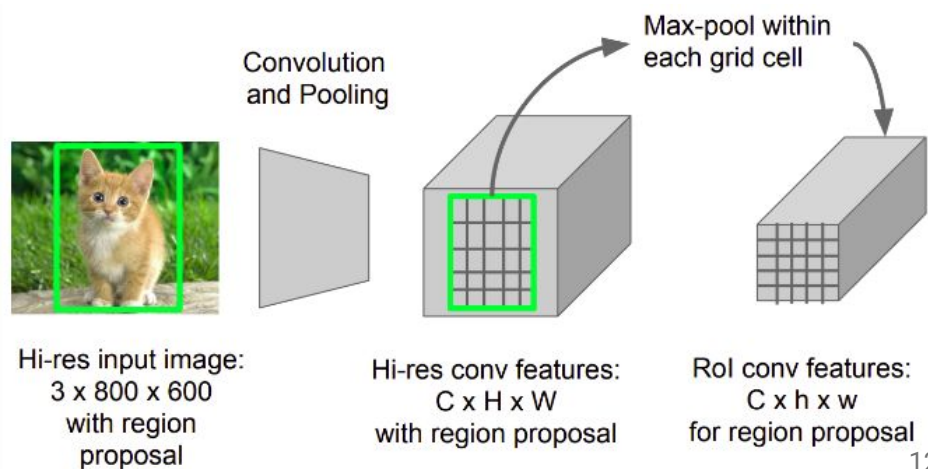 Max-pool within
each grid cell
Convolution
and Pooling
Hi-res input image:
3 x 800 x 600
with region
proposal
Hi-res conv features:
C x H x W
with region proposal
RoI conv features:
C x h x w
for region proposal